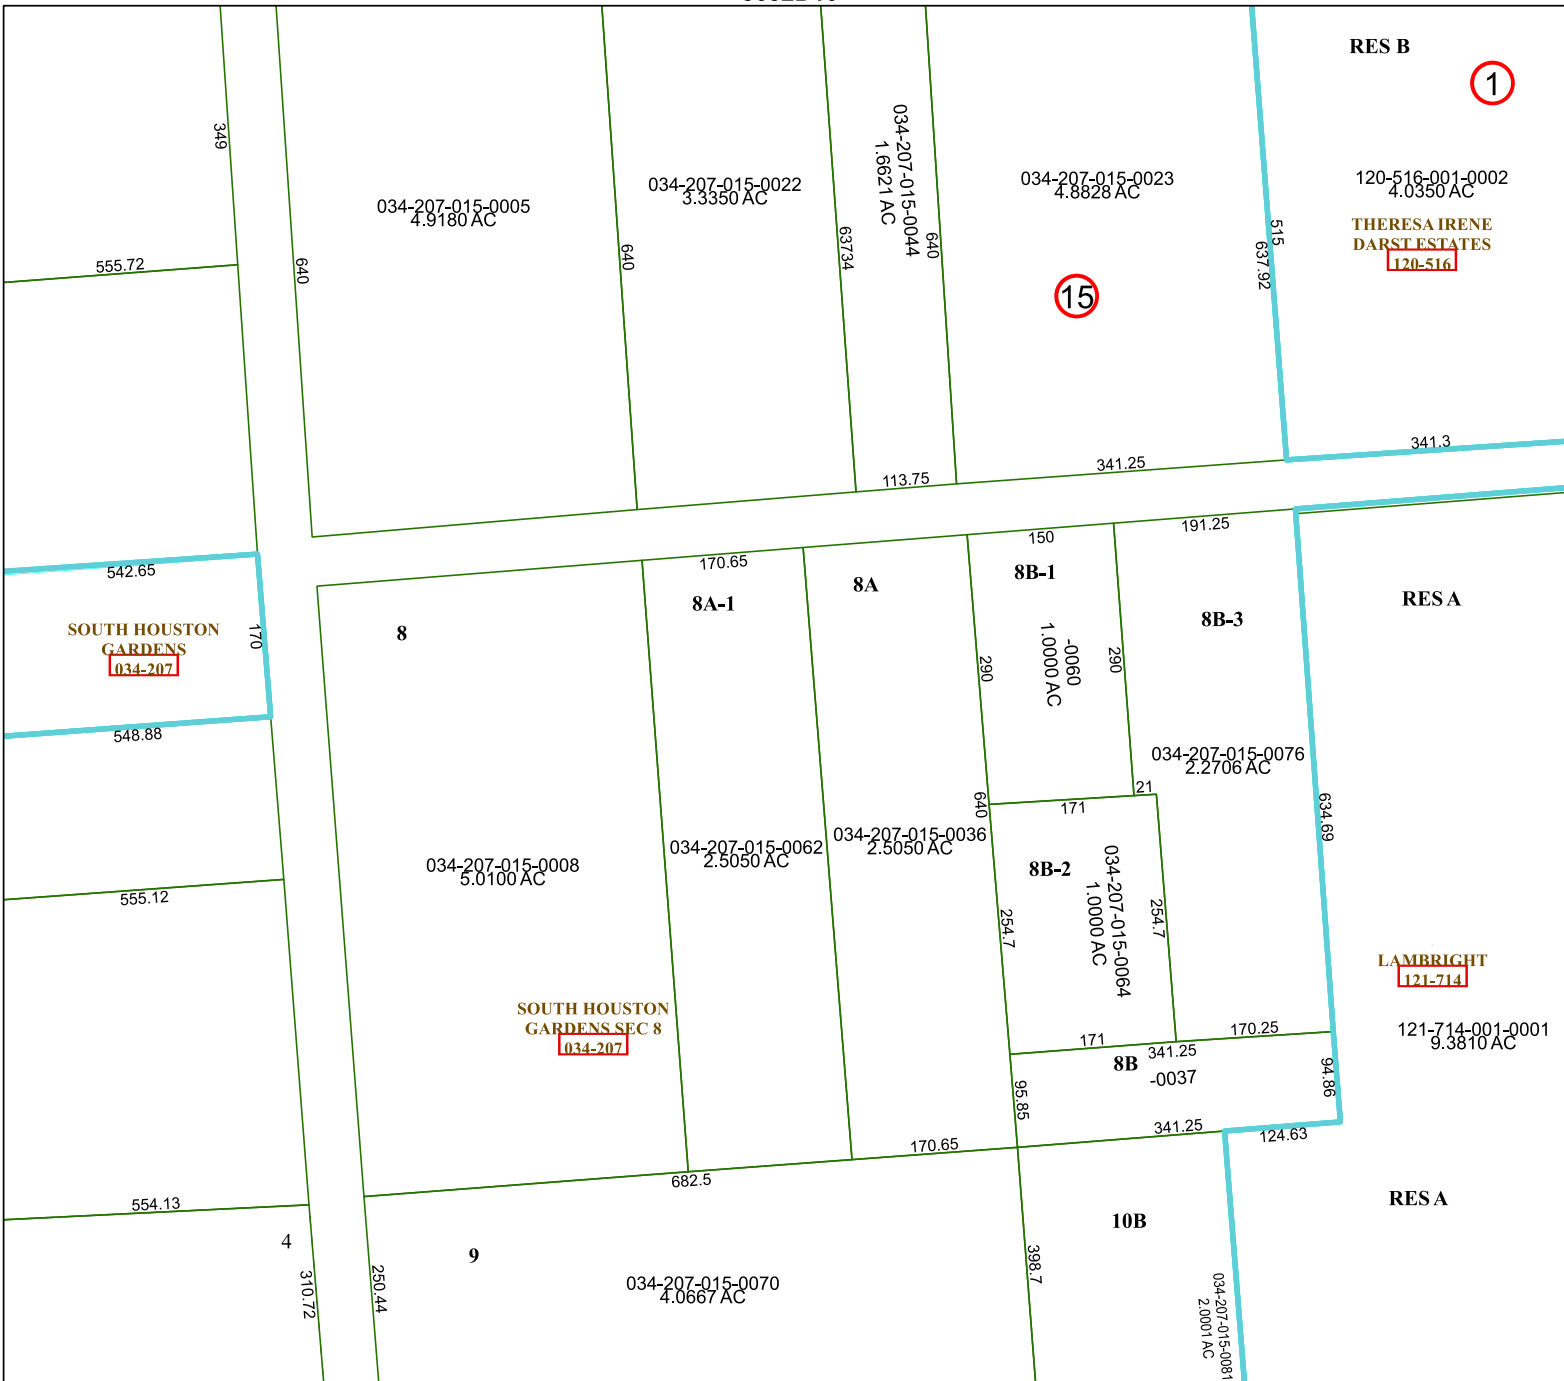 RES B
1
349
034-207-015-0005
4.9180 AC
034-207-015-0022
3.3350 AC
034-207-015-0044
1.6621 AC
034-207-015-0023
4.8828 AC
120-516-001-0002
4.0350 AC
THERESA IRENE
DARST ESTATES
120-516
555.72
640
640
63734
640
515
637.92
15
113.75
341.25
341.3
542.65
170.65
150
191.25
SOUTH HOUSTON
GARDENS
034-207
170
548.88
8
8A-1
8A
8B-1
8B-3
RES A
290
-0060
1.0000 AC
290
034-207-015-0076
2.2706 AC
21
171
640
634.69
034-207-015-0008
5.0100 AC
034-207-015-0062
2.5050 AC
034-207-015-0036
2.5050 AC
8B-2
034-207-015-0064
1.0000 AC
254.7
254.7
555.12
LAMBRIGHT
121-714
121-714-001-0001
9.3810 AC
SOUTH HOUSTON
GARDENS SEC 8
034-207
171
341.25
170.25
8B
-0037
95.85
94.86
341.25
124.63
170.65
682.5
554.13
4
310.72
250.44
9
034-207-015-0070
4.0667 AC
398.7
10B
034-207-015-0081
2.0001 AC
RES A